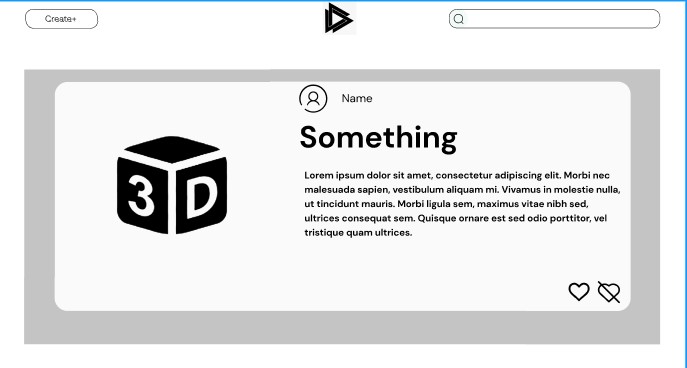 Create+
Name
Something
3D
Lorem ipsum dolor sit amet, consectetur adipiscing elit. Morbi nec
malesuada sapien, vestibulum aliquam mi. Vivamus in molestie nulla,
ut tincidunt mauris. Morbi ligula sem, maximus vitae nibh sed,
ultrices consequat sem. Quisque ornare est sed odio porttitor, vel
tristique quam ultrices.